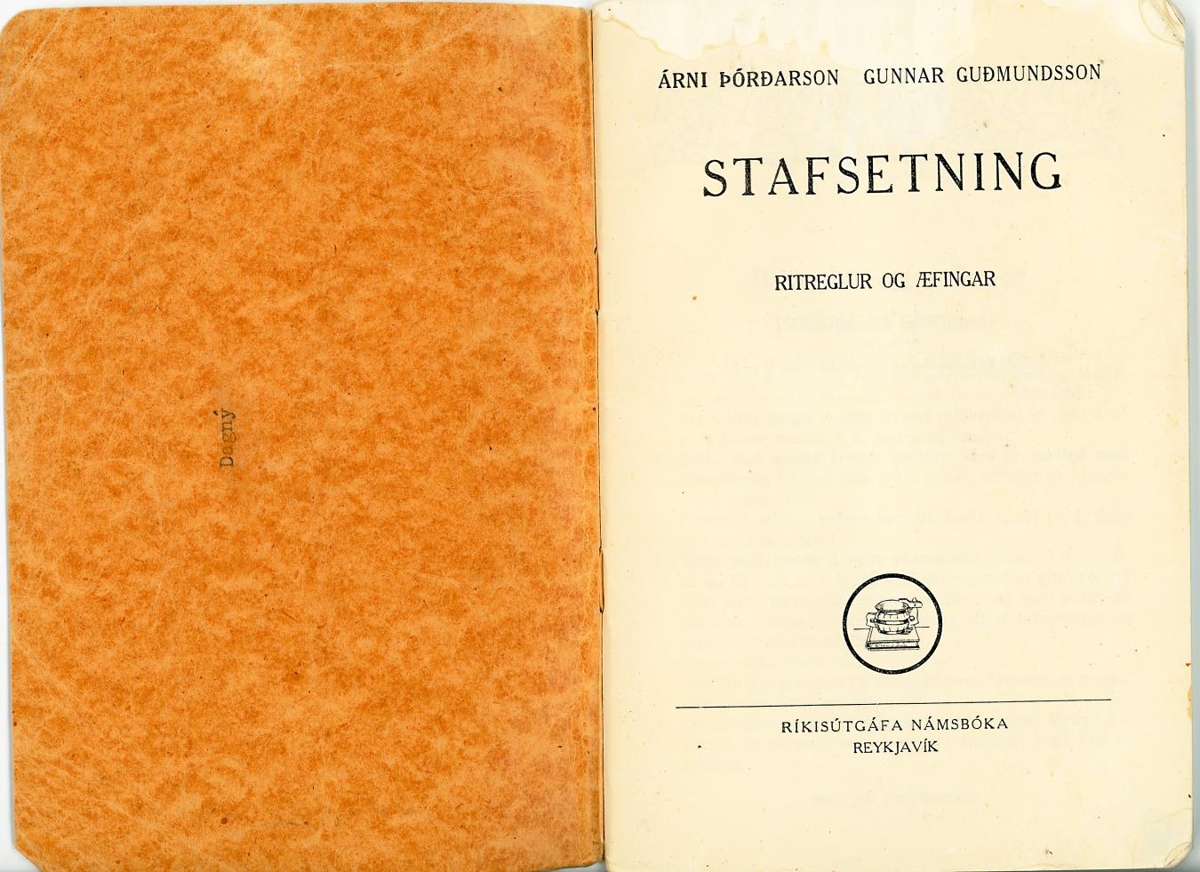 Dagný
ÁRNI ÞÓRÐARSON GUNNAR GUÐMUNDSSON
STAFSETNING
RITREGLUR OG ÆFINGAR
RÍKISÚTGÁFA NÁMSBÓKA
REYKJAVÍK